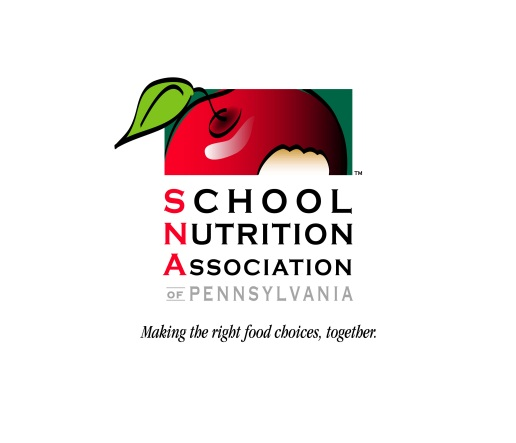 ™
SCHOOL
NUTRITION
ASSOCIATION
OF PENNSYLVANIA
Making the right food choices, together.